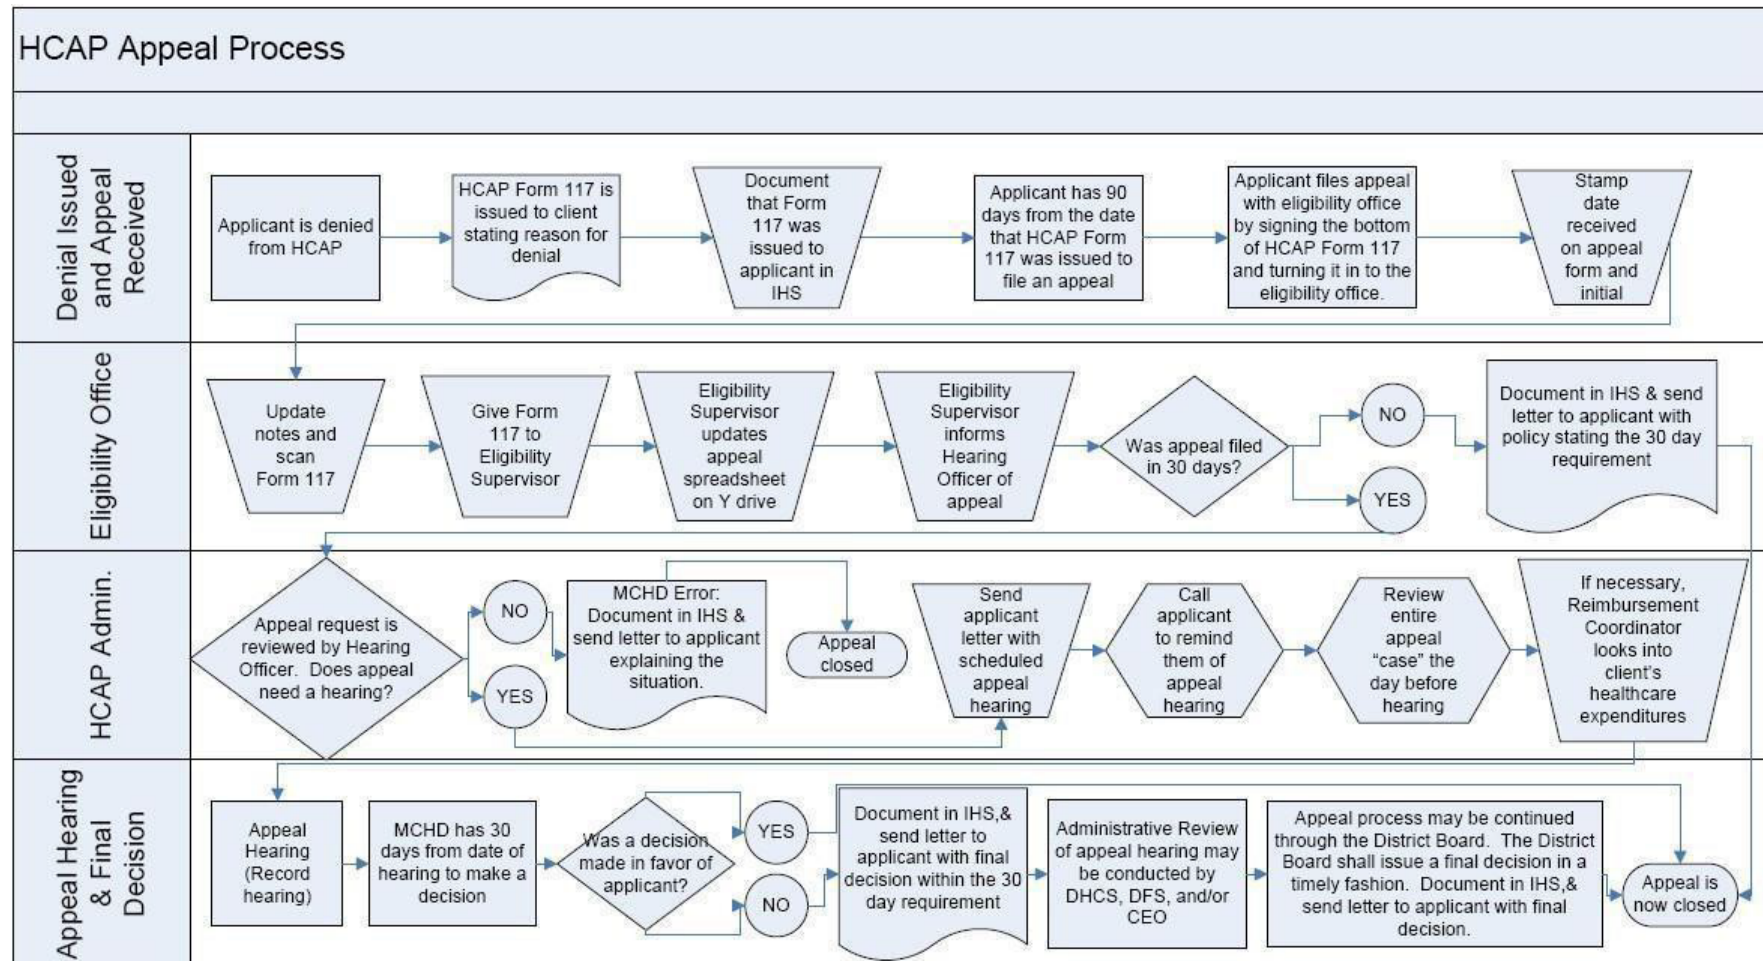 HCAP Appeal Process
Denial Issued
and Appeal
Received
Applicant is denied
from HCAP
HCAP Form 117 is
issued to client
stating reason for
denial
Document
that Form
117 was
issued to
applicant in
IHS
Applicant has 90
days from the date
that HCAP Form
117 was issued to
file an appeal
Applicant files appeal
with eligibility office
by signing the bottom
of HCAP Form 117
and turning it in to the
eligibility office.
Stamp
date
received
on appeal
form and
initial
Eligibility Office
Update
notes and
scan
Form 117
Give Form
117 to
Eligibility
Supervisor
Eligibility
Supervisor
updates
appeal
spreadsheet
on Y drive
Eligibility
Supervisor
informs
Hearing
Officer of
appeal
Was appeal filed
in 30 days?
NO
YES
Document in IHS & send
letter to applicant with
policy stating the 30 day
requirement
HCAP Admin.
Appeal request is
reviewed by Hearing
Officer. Does appeal
need a hearing?
NO
YES
MCHD Error:
Document in IHS &
send letter to applicant
explaining the
situation.
Appeal
closed
Send
applicant
letter with
scheduled
appeal
hearing
Call
applicant
to remind
them of
appeal
hearing
Review
entire
appeal
“case” the
day before
hearing
If necessary,
Reimbursement
Coordinator
looks into
client’s
healthcare
expenditures
Appeal Hearing
& Final
Decision
Appeal
Hearing
(Record
hearing)
MCHD has 30
days from date of
hearing to make a
decision
Was a decision
made in favor of
applicant?
YES
NO
Document in IHS,&
send letter to
applicant with final
decision within the 30
day requirement
Administrative Review
of appeal hearing may
be conducted by
DHCS, DFS, and/or
CEO
Appeal process may be continued
through the District Board. The District
Board shall issue a final decision in a
timely fashion. Document in IHS,&
send letter to applicant with final
decision.
Appeal is
now closed